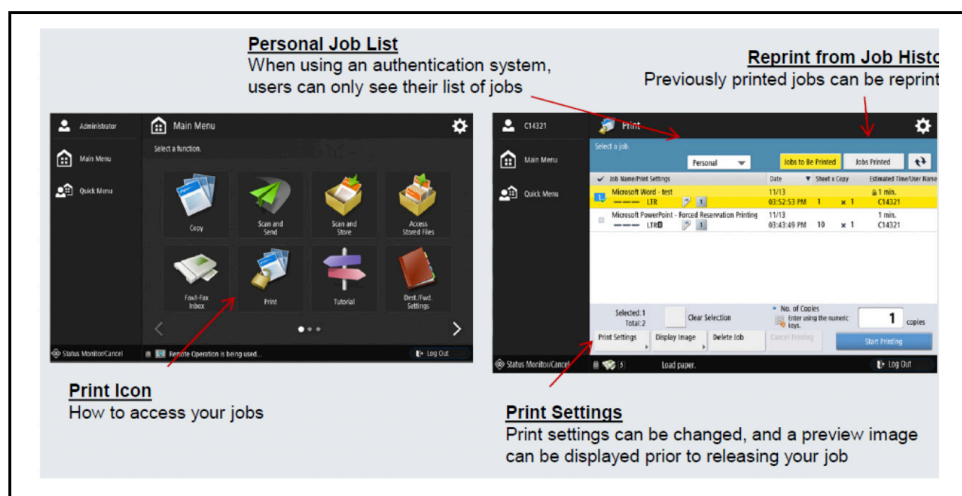 Personal Job List
When using an authentication system,
users can only see their list of jobs
Reprint from Job Histo
Previously printed jobs can be reprint
Administrator
Main Menu
Select a function.
Main Menu
Quick Menu
Copy
Scan and
Send
Scan and
Store
Access
Stored Files
Fax/I-Fax
Inbox
Print
Tutorial
Dest./Fwd.
Settings
Status Monitor/Cancel
Remote Operation is being used...
Log Out
C14321
Print
Main Menu
Quick Menu
Select a job.
Personal
Jobs to Be Printed
Jobs Printed
Job Name/Print Settings
Date
Sheet x Copy
Estimated Time/User Name
Microsoft Word - test
11/13
1 min.
LTR
1
03:52:53 PM
1
x 1
C14321
Microsoft PowerPoint - Forced Reservation Printing
11/13
1 min.
LTR
1
03:43:49 PM
10
x 1
C14321
Selected: 1
Total: 2
Clear Selection
No. of Copies
Enter using the numeric
keys.
1
copies
Print Settings
Display Image
Delete Job
Cancel Printing
Start Printing
Status Monitor/Cancel
Load paper.
Log Out
Print Icon
How to access your jobs
Print Settings
Print settings can be changed, and a preview image
can be displayed prior to releasing your job